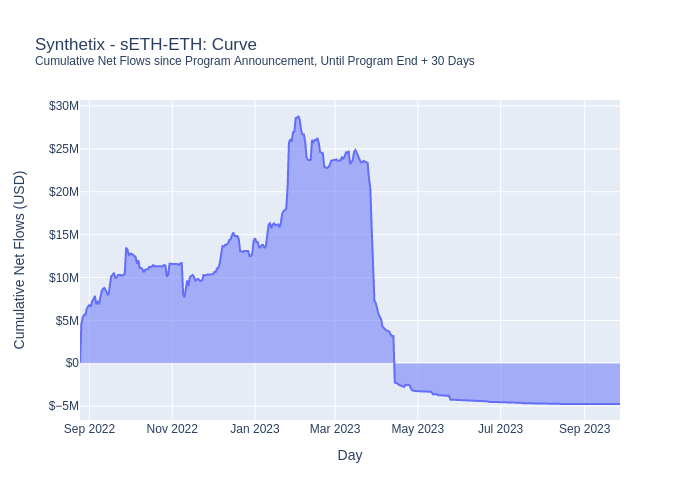 Synthetix - sETH-ETH: Curve
Cumulative Net Flows since Program Announcement, Until Program End + 30 Days
$30M
$25M
$20M
$15M
$10M
$5M
$0
$−5M
Cumulative Net Flows (USD)
Sep 2022 Nov 2022 Jan 2023 Mar 2023 May 2023 Jul 2023 Sep 2023
Day